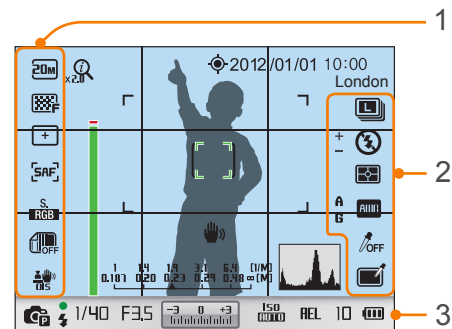 1
20M
x2.0
2012/01/01 10:00
London
F
L
+
+
−
SAF
2
S.
RGB
A
G
AWB
OFF
OFF
1 1.4 1.9 3.1 6.4 (1/M)
0.187 0.20 0.23 0.29 0.48 ∞(M)
P
1/40
F3.5
-3 0 +3
ISO
AUTO
AEL
10
3